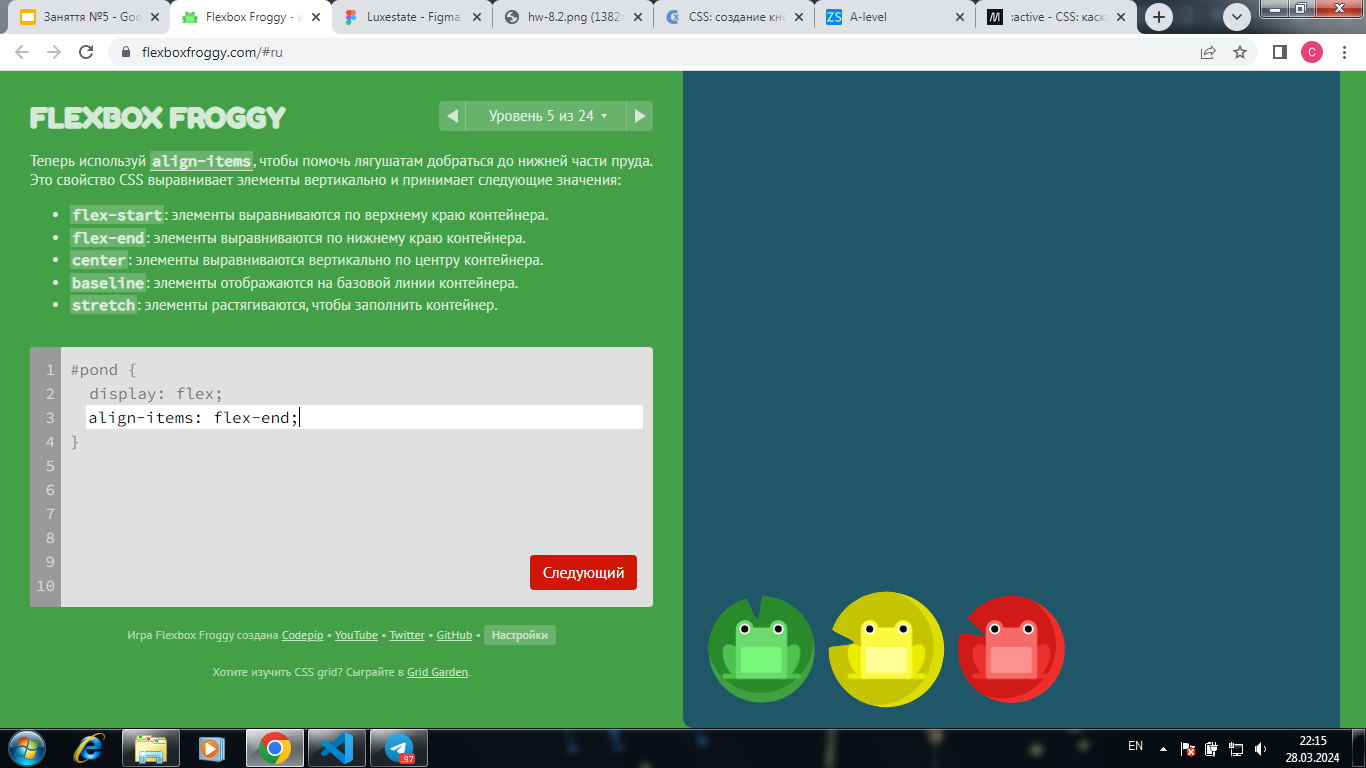 Заняття №5 - Goo
Flexbox Froggy - и
Luxestate - Figma
hw-8.2.png (1382×
CSS: создание кно
A-level
:active - CSS: каска
flexboxfroggy.com/#ru
C
FLEXBOX FROGGY
Уровень 5 из 24
Теперь используй align-items, чтобы помочь лягушатам добраться до нижней части пруда.
Это свойство CSS выравнивает элементы вертикально и принимает следующие значения:
flex-start: элементы выравниваются по верхнему краю контейнера.
flex-end: элементы выравниваются по нижнему краю контейнера.
center: элементы выравниваются вертикально по центру контейнера.
baseline: элементы отображаются на базовой линии контейнера.
stretch: элементы растягиваются, чтобы заполнить контейнер.
1 #pond {
2 display: flex;
3 align-items: flex-end;
4 }
5
6
7
8
9
10
Следующий
Игра Flexbox Froggy создана Codepip • YouTube • Twitter • GitHub • Настройки
Хотите изучить CSS grid? Сыграйте в Grid Garden.
97
EN
22:15
28.03.2024